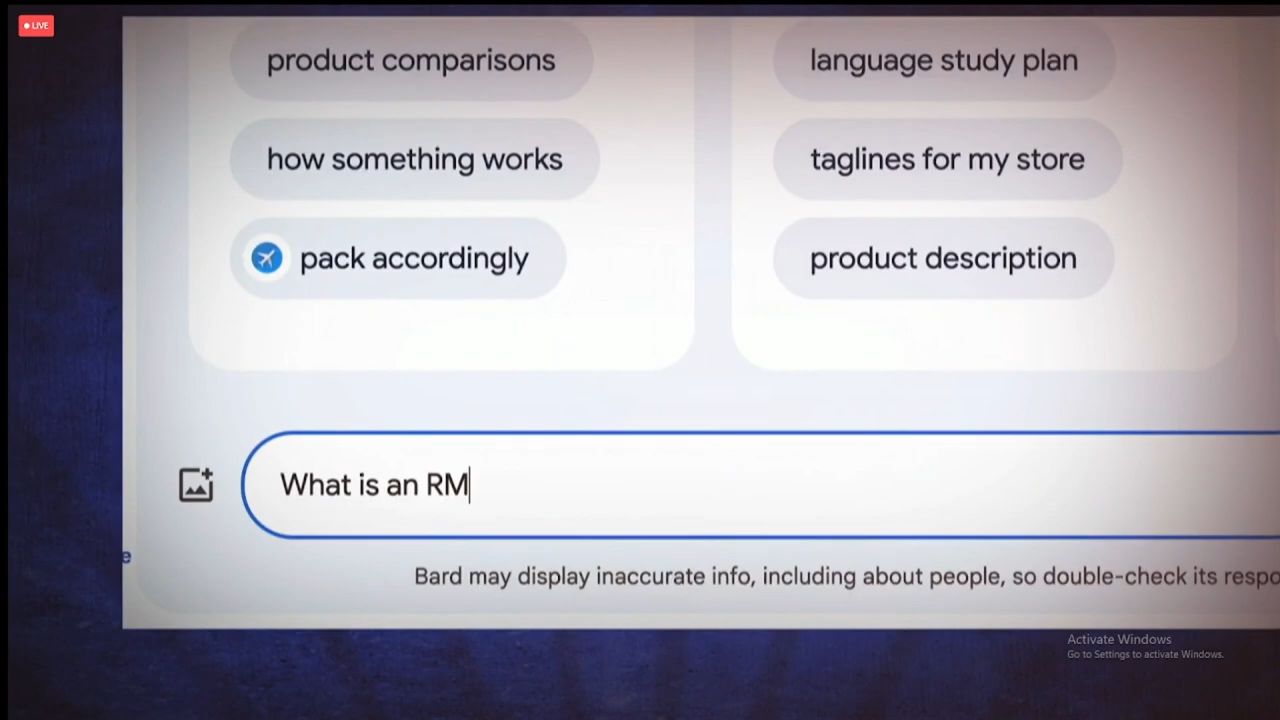 LIVE
product comparisons
language study plan
how something works
taglines for my store
pack accordingly
product description
What is an RM
e
Bard may display inaccurate info, including about people, so double-check its respo
Activate Windows
Go to Settings to activate Windows.